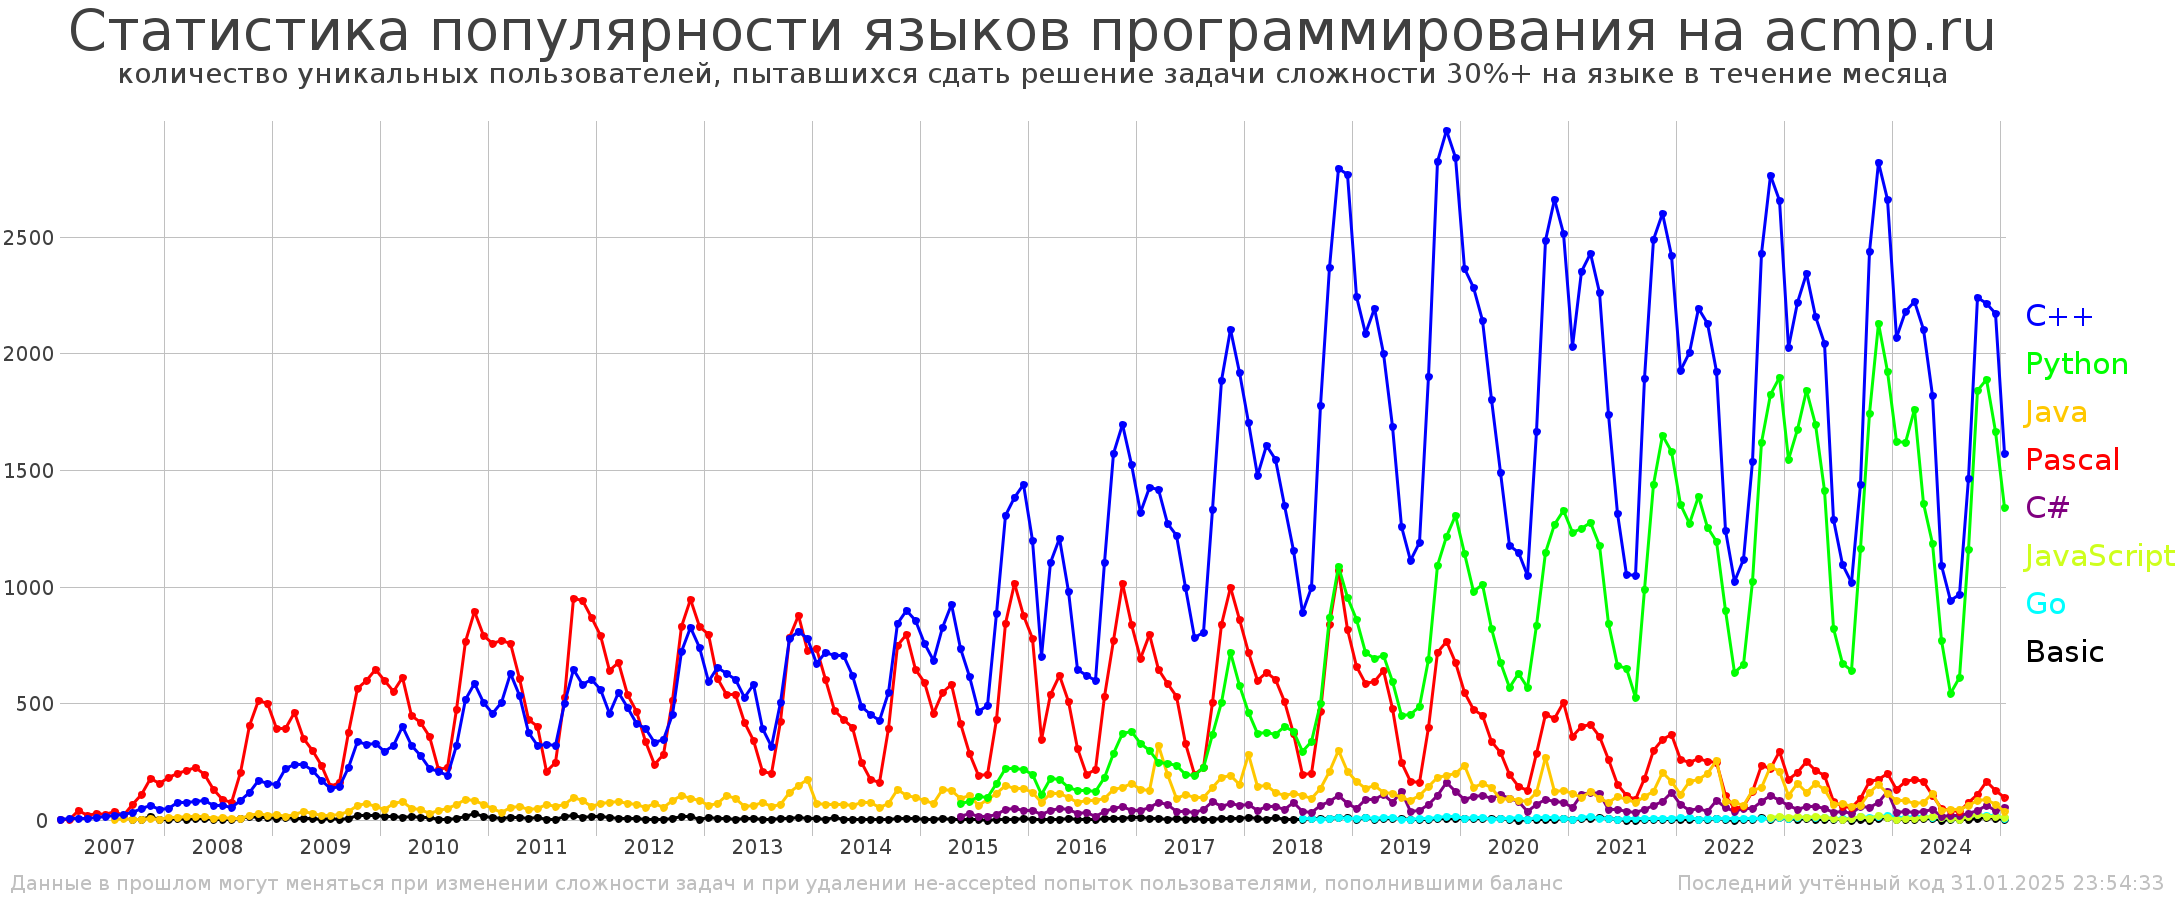 Статистика популярности языков программирования на acmp.ru
количество уникальных пользователей, пытавшихся сдать решение задачи сложности 30%+ на языке в течение месяца
2500
2000
1500
1000
500
0
C++
Python
Java
Pascal
C#
JavaScript
Go
Basic
2007 2008 2009 2010 2011 2012 2013 2014 2015 2016 2017 2018 2019 2020 2021 2022 2023 2024
Данные в прошлом могут меняться при изменении сложности задач и при удалении не-accepted попыток пользователями, пополнившими баланс
Последний учтённый код 31.01.2025 23:54:33